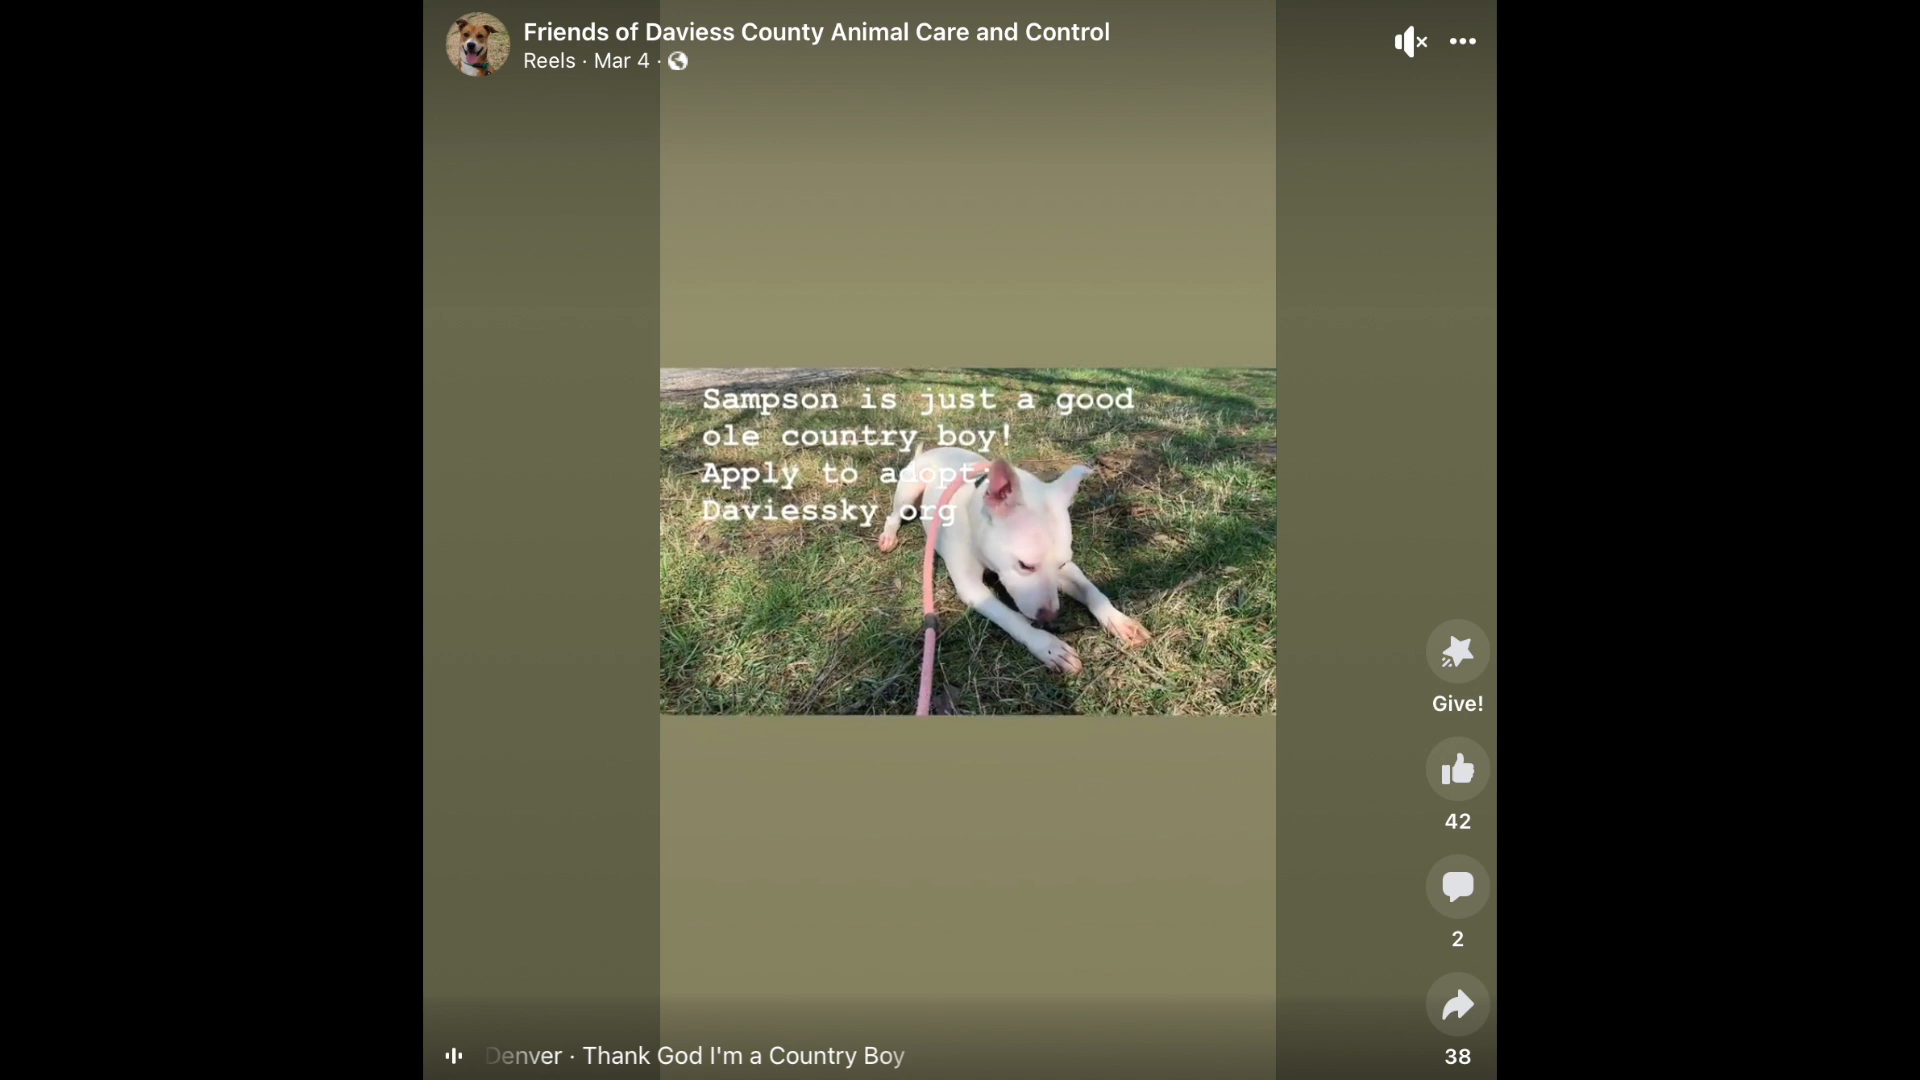 Friends of Daviess County Animal Care and Control
Reels · Mar 4 ·
Sampson is just a good
ole country boy!
Apply to adopt:
Daviessky.org
Give!
42
2
38
Denver · Thank God I'm a Country Boy